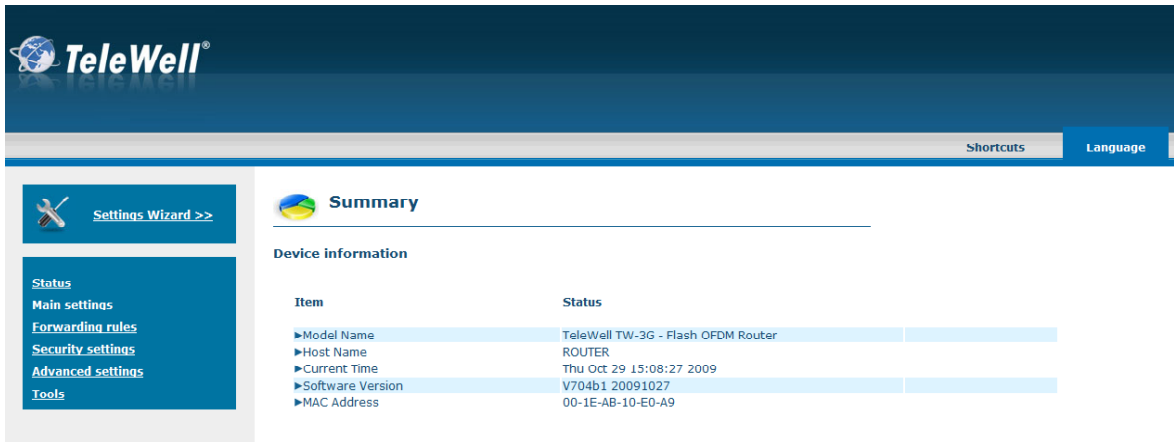 TeleWell®
Shortcuts Language
Settings Wizard >>
Summary
Device information
Status
Main settings
Forwarding rules
Security settings
Advanced settings
Tools
Item Status
►Model Name TeleWell TW-3G - Flash OFDM Router
►Host Name ROUTER
►Current Time Thu Oct 29 15:08:27 2009
►Software Version V704b1 20091027
►MAC Address 00-1E-AB-10-E0-A9